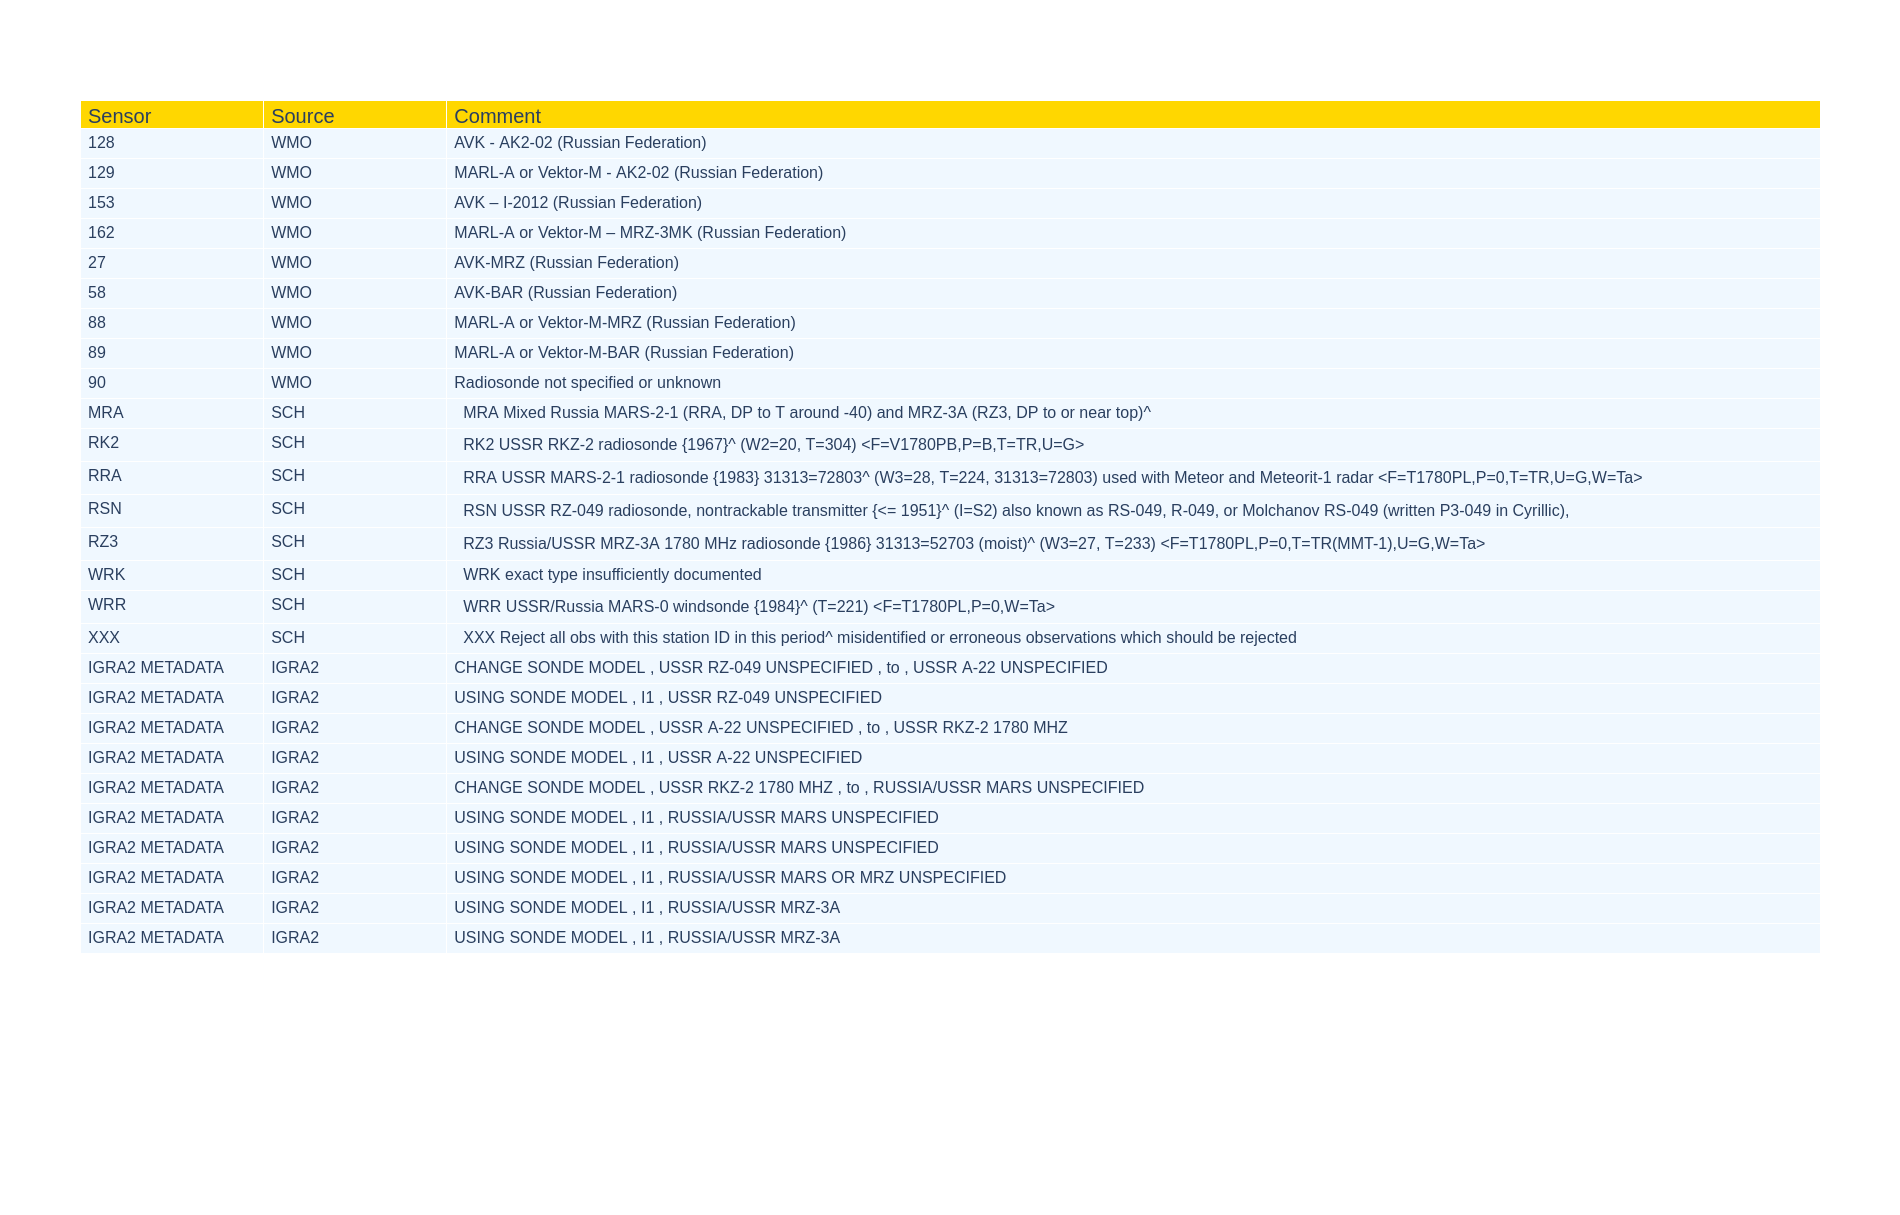 Sensor Source Comment
128 WMO AVK - AK2-02 (Russian Federation)
129 WMO MARL-A or Vektor-M - AK2-02 (Russian Federation)
153 WMO AVK – I-2012 (Russian Federation)
162 WMO MARL-A or Vektor-M – MRZ-3MK (Russian Federation)
27 WMO AVK-MRZ (Russian Federation)
58 WMO AVK-BAR (Russian Federation)
88 WMO MARL-A or Vektor-M-MRZ (Russian Federation)
89 WMO MARL-A or Vektor-M-BAR (Russian Federation)
90 WMO Radiosonde not specified or unknown
MRA SCH MRA Mixed Russia MARS-2-1 (RRA, DP to T around -40) and MRZ-3A (RZ3, DP to or near top)^
RK2 SCH RK2 USSR RKZ-2 radiosonde {1967}^ (W2=20, T=304) <F=V1780PB,P=B,T=TR,U=G>
RRA SCH RRA USSR MARS-2-1 radiosonde {1983} 31313=72803^ (W3=28, T=224, 31313=72803) used with Meteor and Meteorit-1 radar <F=T1780PL,P=0,T=TR,U=G,W=Ta>
RSN SCH RSN USSR RZ-049 radiosonde, nontrackable transmitter {<= 1951}^ (I=S2) also known as RS-049, R-049, or Molchanov RS-049 (written P3-049 in Cyrillic),
RZ3 SCH RZ3 Russia/USSR MRZ-3A 1780 MHz radiosonde {1986} 31313=52703 (moist)^ (W3=27, T=233) <F=T1780PL,P=0,T=TR(MMT-1),U=G,W=Ta>
WRK SCH WRK exact type insufficiently documented
WRR SCH WRR USSR/Russia MARS-0 windsonde {1984}^ (T=221) <F=T1780PL,P=0,W=Ta>
XXX SCH XXX Reject all obs with this station ID in this period^ misidentified or erroneous observations which should be rejected
IGRA2 METADATA IGRA2 CHANGE SONDE MODEL , USSR RZ-049 UNSPECIFIED , to , USSR A-22 UNSPECIFIED
IGRA2 METADATA IGRA2 USING SONDE MODEL , I1 , USSR RZ-049 UNSPECIFIED
IGRA2 METADATA IGRA2 CHANGE SONDE MODEL , USSR A-22 UNSPECIFIED , to , USSR RKZ-2 1780 MHZ
IGRA2 METADATA IGRA2 USING SONDE MODEL , I1 , USSR A-22 UNSPECIFIED
IGRA2 METADATA IGRA2 CHANGE SONDE MODEL , USSR RKZ-2 1780 MHZ , to , RUSSIA/USSR MARS UNSPECIFIED
IGRA2 METADATA IGRA2 USING SONDE MODEL , I1 , RUSSIA/USSR MARS UNSPECIFIED
IGRA2 METADATA IGRA2 USING SONDE MODEL , I1 , RUSSIA/USSR MARS UNSPECIFIED
IGRA2 METADATA IGRA2 USING SONDE MODEL , I1 , RUSSIA/USSR MARS OR MRZ UNSPECIFIED
IGRA2 METADATA IGRA2 USING SONDE MODEL , I1 , RUSSIA/USSR MRZ-3A
IGRA2 METADATA IGRA2 USING SONDE MODEL , I1 , RUSSIA/USSR MRZ-3A